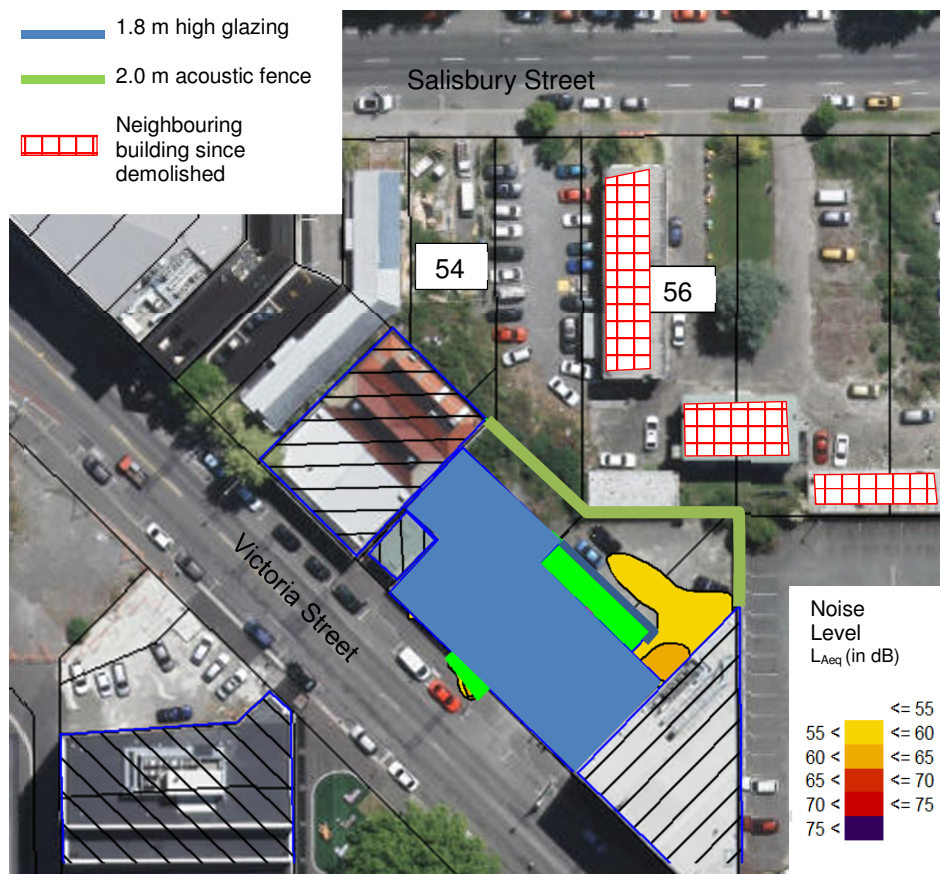 1.8 m high glazing
2.0 m acoustic fence
Neighbouring
building since
demolished
Salisbury Street
54
56
Victoria Street
Noise
Level
LAeq (in dB)
<= 55
55 < <= 60
60 < <= 65
65 < <= 70
70 < <= 75
75 <